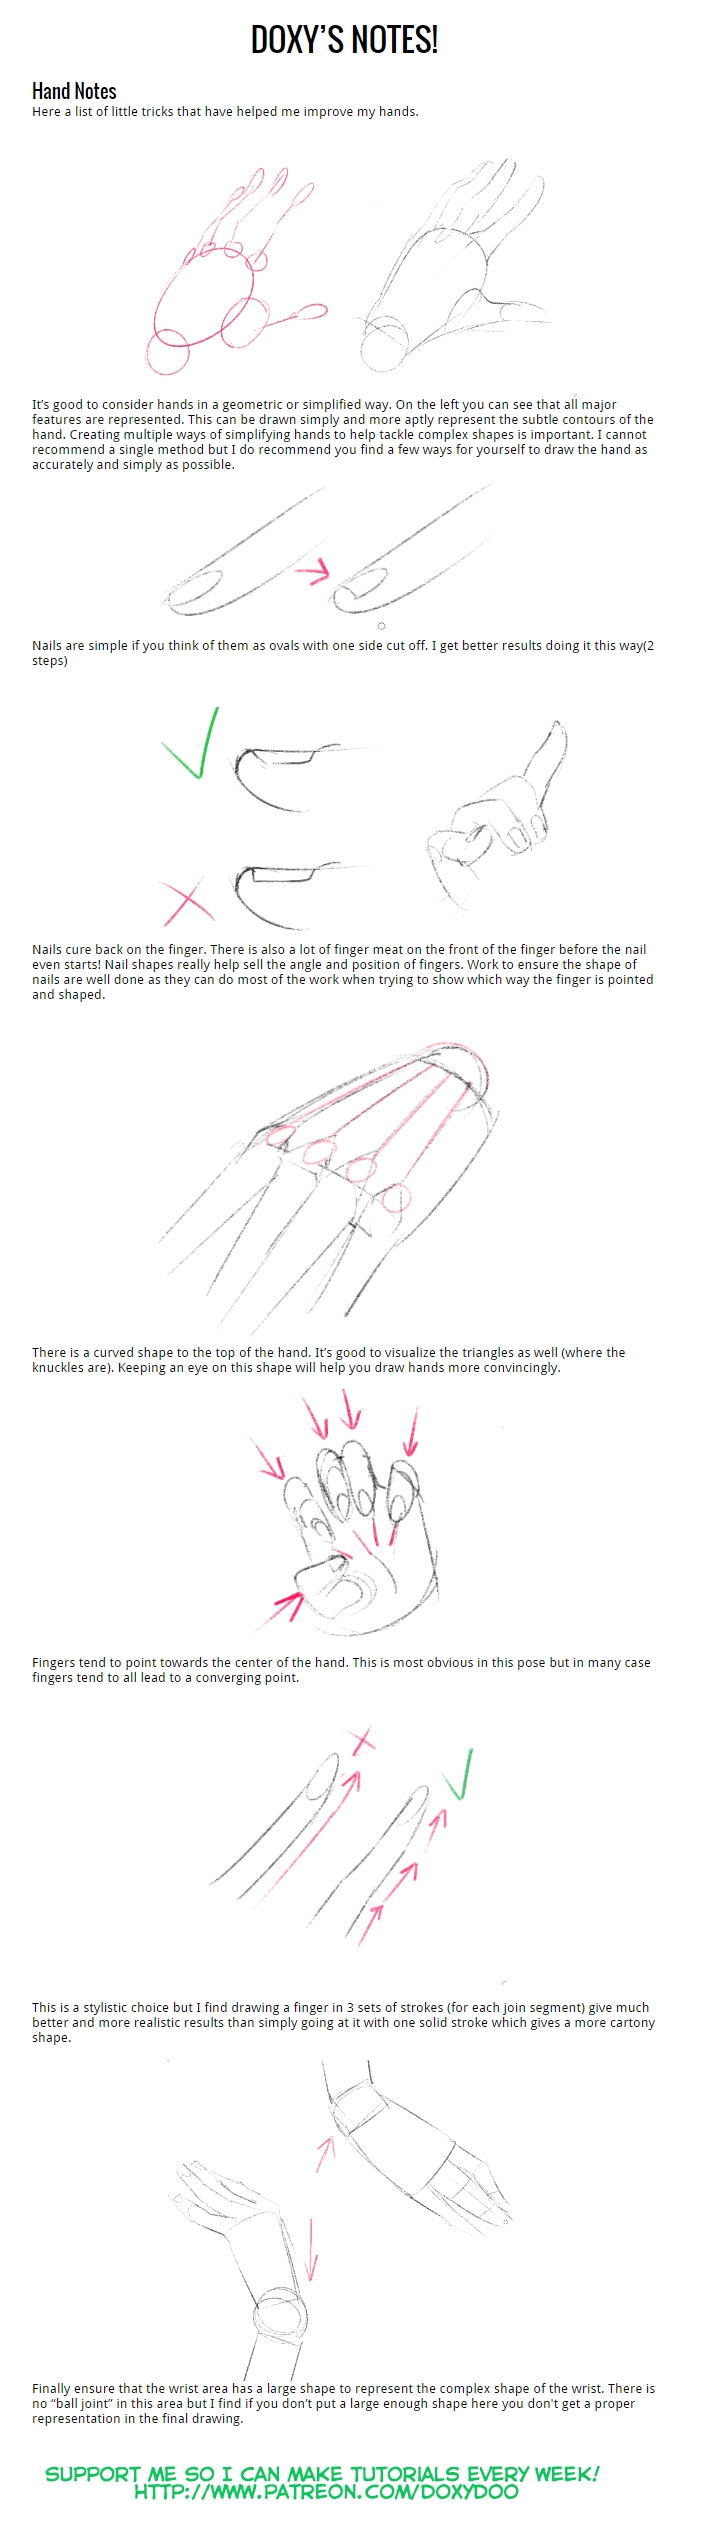 DOXY'S NOTES!
Hand Notes
Here a list of little tricks that have helped me improve my hands.
It's good to consider hands in a geometric or simplified way. On the left you can see that all major
features are represented. This can be drawn simply and more aptly represent the subtle contours of the
hand. Creating multiple ways of simplifying hands to help tackle complex shapes is important. I cannot
recommend a single method but I do recommend you find a few ways for yourself to draw the hand as
accurately and simply as possible.
Nails are simple if you think of them as ovals with one side cut off. I get better results doing it this way(2
steps)
Nails cure back on the finger. There is also a lot of finger meat on the front of the finger before the nail
even starts! Nail shapes really help sell the angle and position of fingers. Work to ensure the shape of
nails are well done as they can do most of the work when trying to show which way the finger is pointed
and shaped.
There is a curved shape to the top of the hand. It's good to visualize the triangles as well (where the
knuckles are). Keeping an eye on this shape will help you draw hands more convincingly.
Fingers tend to point towards the center of the hand. This is most obvious in this pose but in many case
fingers tend to all lead to a converging point.
This is a stylistic choice but I find drawing a finger in 3 sets of strokes (for each join segment) give much
better and more realistic results than simply going at it with one solid stroke which gives a more cartony
shape.
Finally ensure that the wrist area has a large shape to represent the complex shape of the wrist. There is
no "ball joint" in this area but I find if you don't put a large enough shape here you don't get a proper
representation in the final drawing.
SUPPORT ME SO I CAN MAKE TUTORIALS EVERY WEEK!
HTTP://WWW.PATREON.COM/DOXYDOO